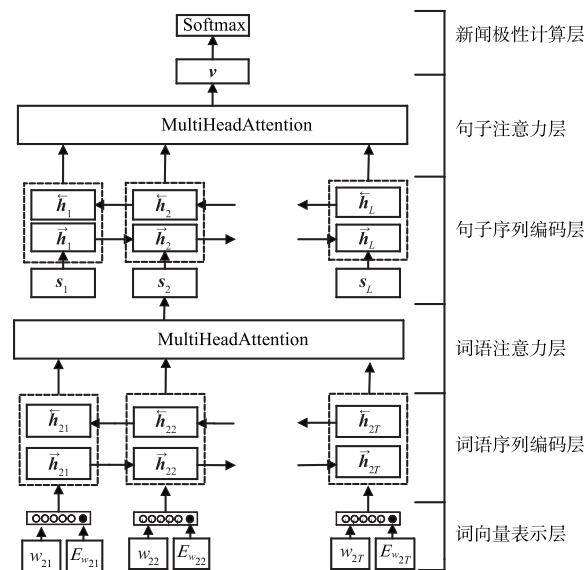 Softmax
新闻极性计算层
v
MultiHeadAttention
句子注意力层
←h₁ ←h₂ ←h_L
→h₁ →h₂ →h_L
句子序列编码层
s₁ s₂ s_L
MultiHeadAttention
词语注意力层
←h₂₁ ←h₂₂ ←h₂T
→h₂₁ →h₂₂ →h₂T
词语序列编码层
词向量表示层
w₂₁ E_w₂₁ w₂₂ E_w₂₂ w₂T E_w₂T